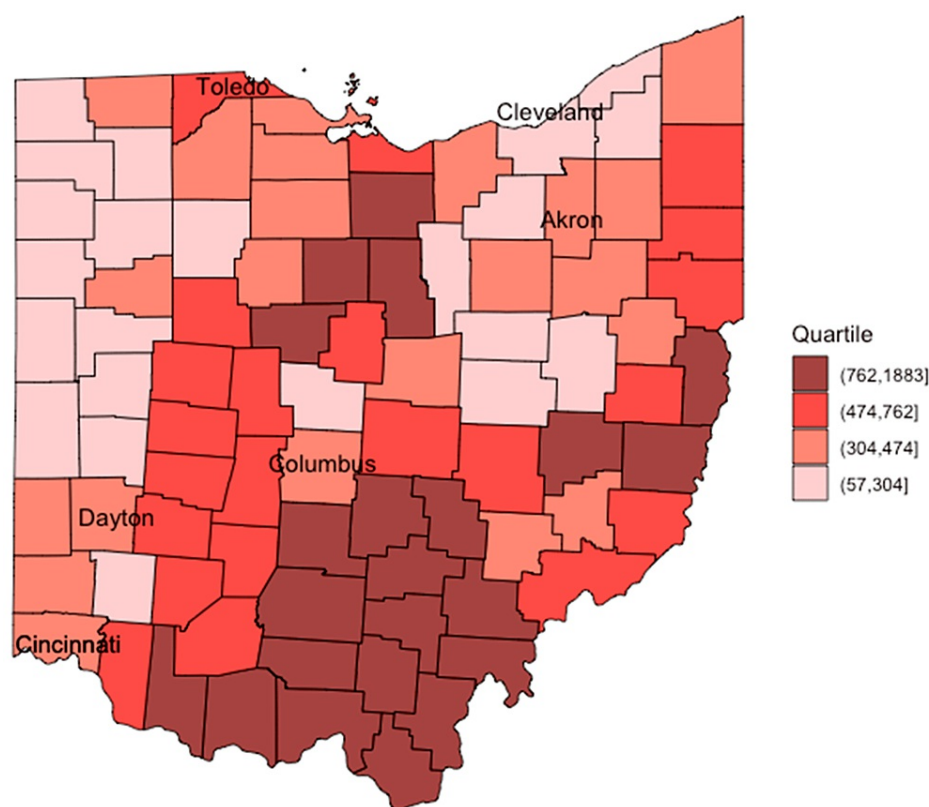 Toledo
Cleveland
Akron
Quartile
(762,1883]
(474,762]
(304,474]
(57,304]
Columbus
Dayton
Cincinnati